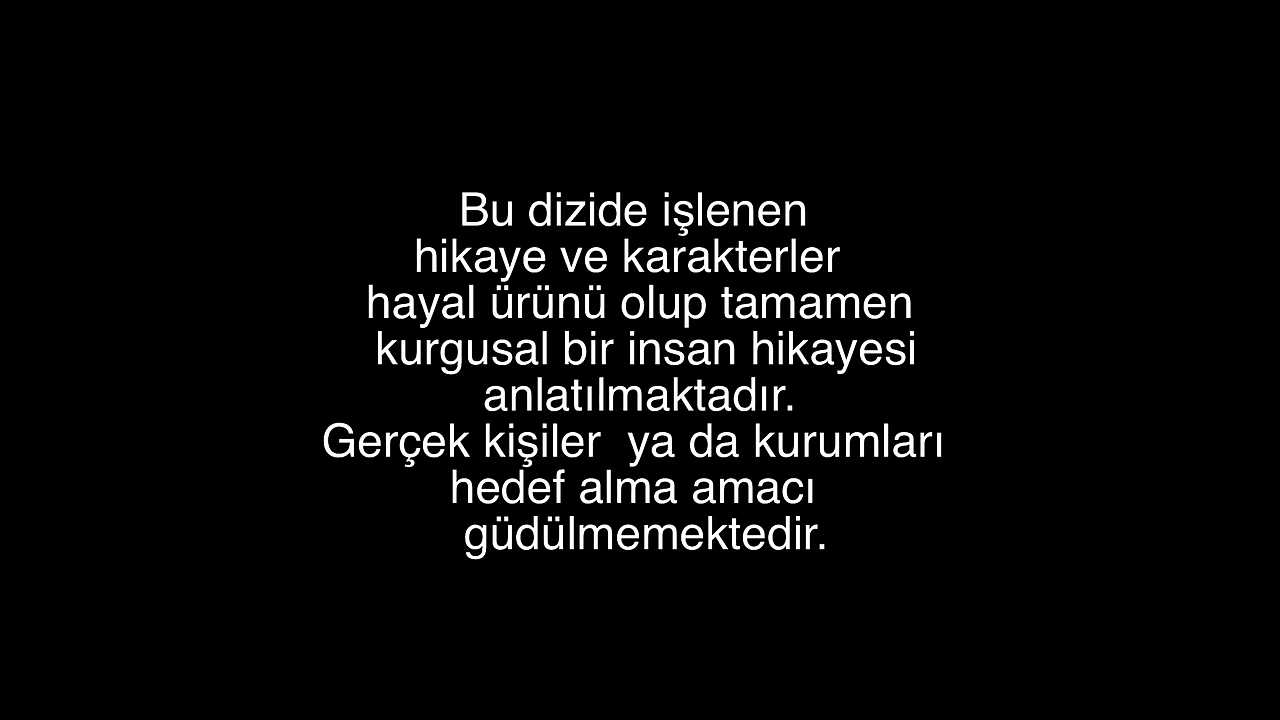 Bu dizide işlenen
hikaye ve karakterler
hayal ürünü olup tamamen
kurgusal bir insan hikayesi
anlatılmaktadır.
Gerçek kişiler  ya da kurumları
hedef alma amacı
güdülmemektedir.